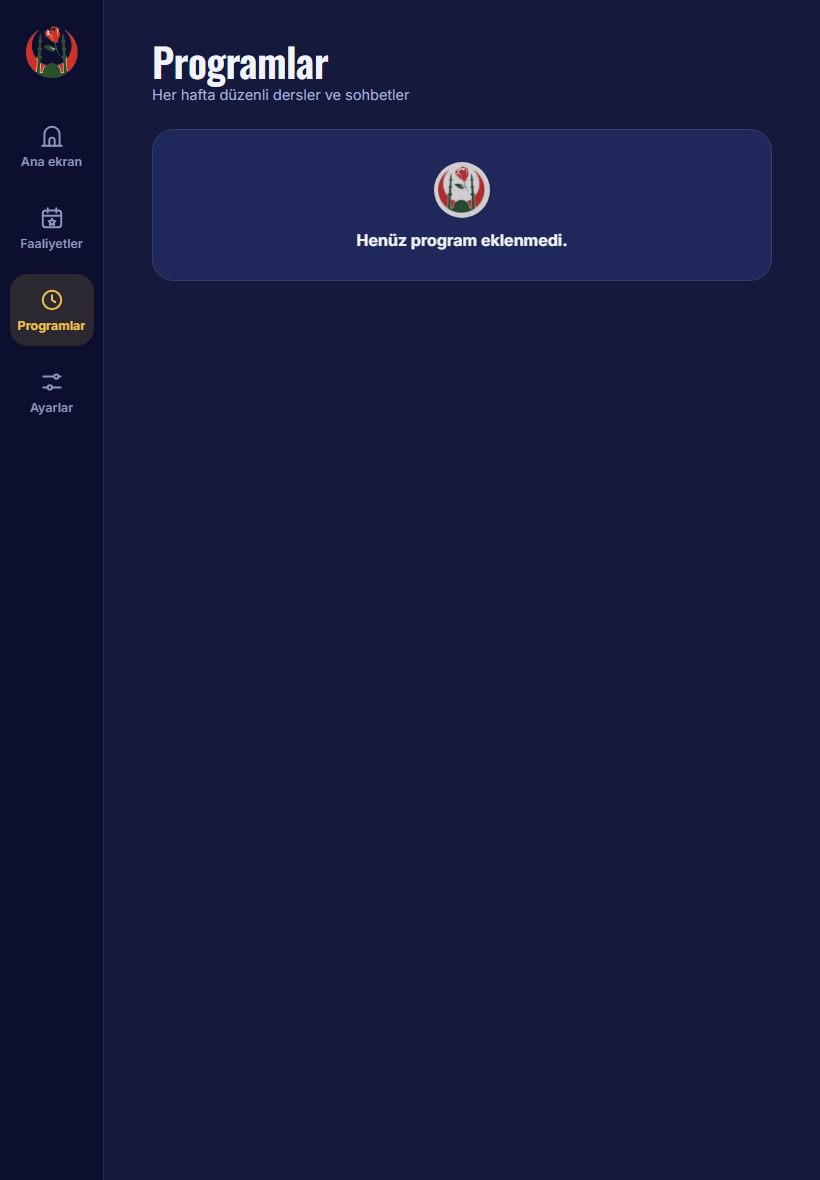 Programlar
Her hafta düzenli dersler ve sohbetler
Ana ekran
Faaliyetler
Programlar
Ayarlar
Henüz program eklenmedi.